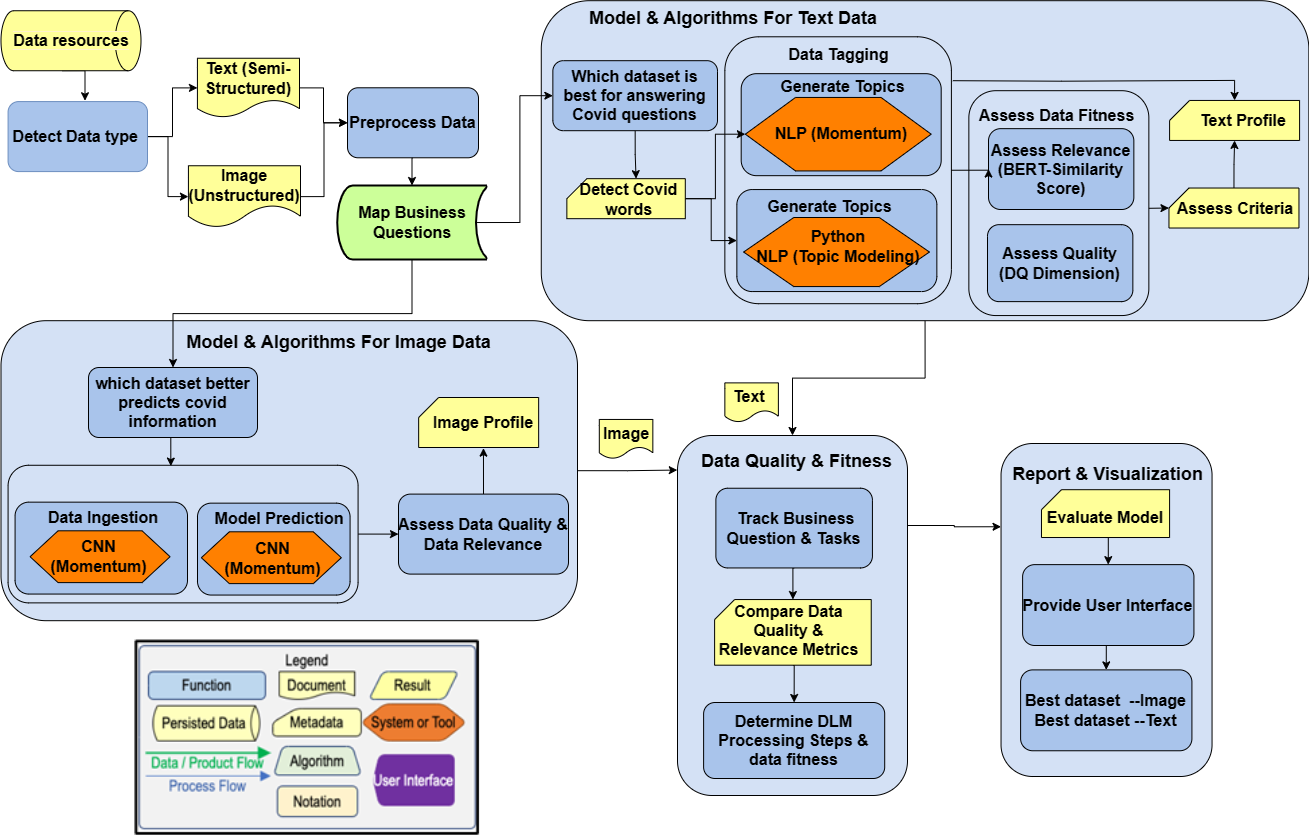 Data resources
Detect Data type
Text (Semi-
Structured)
Image
(Unstructured)
Preprocess Data
Map Business
Questions
Model & Algorithms For Text Data
Which dataset is
best for answering
Covid questions
Detect Covid
words
Data Tagging
Generate Topics
NLP (Momentum)
Generate Topics
Python
NLP (Topic Modeling)
Assess Data Fitness
Assess Relevance
(BERT-Similarity
Score)
Assess Quality
(DQ Dimension)
Text Profile
Assess Criteria
Model & Algorithms For Image Data
which dataset better
predicts covid
information
Data Ingestion
CNN
(Momentum)
Model Prediction
CNN
(Momentum)
Image Profile
Assess Data Quality &
Data Relevance
Image
Text
Data Quality & Fitness
Track Business
Question & Tasks
Compare Data
Quality &
Relevance Metrics
Determine DLM
Processing Steps &
data fitness
Report & Visualization
Evaluate Model
Provide User Interface
Best dataset --Image
Best dataset --Text
Legend
Function
Document
Result
Persisted Data
Metadata
System or Tool
Data / Product Flow
Process Flow
Algorithm
User Interface
Notation